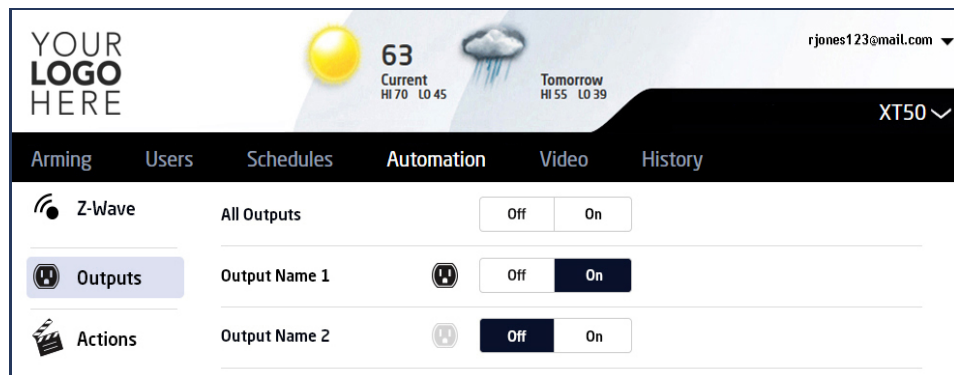 YOUR
LOGO
HERE
63
Current
HI 70 LO 45
Tomorrow
HI 55 LO 39
rjones123@mail.com
XT50
Arming Users Schedules Automation Video History
Z-Wave
Outputs
Actions
All Outputs Off On
Output Name 1 Off On
Output Name 2 Off On